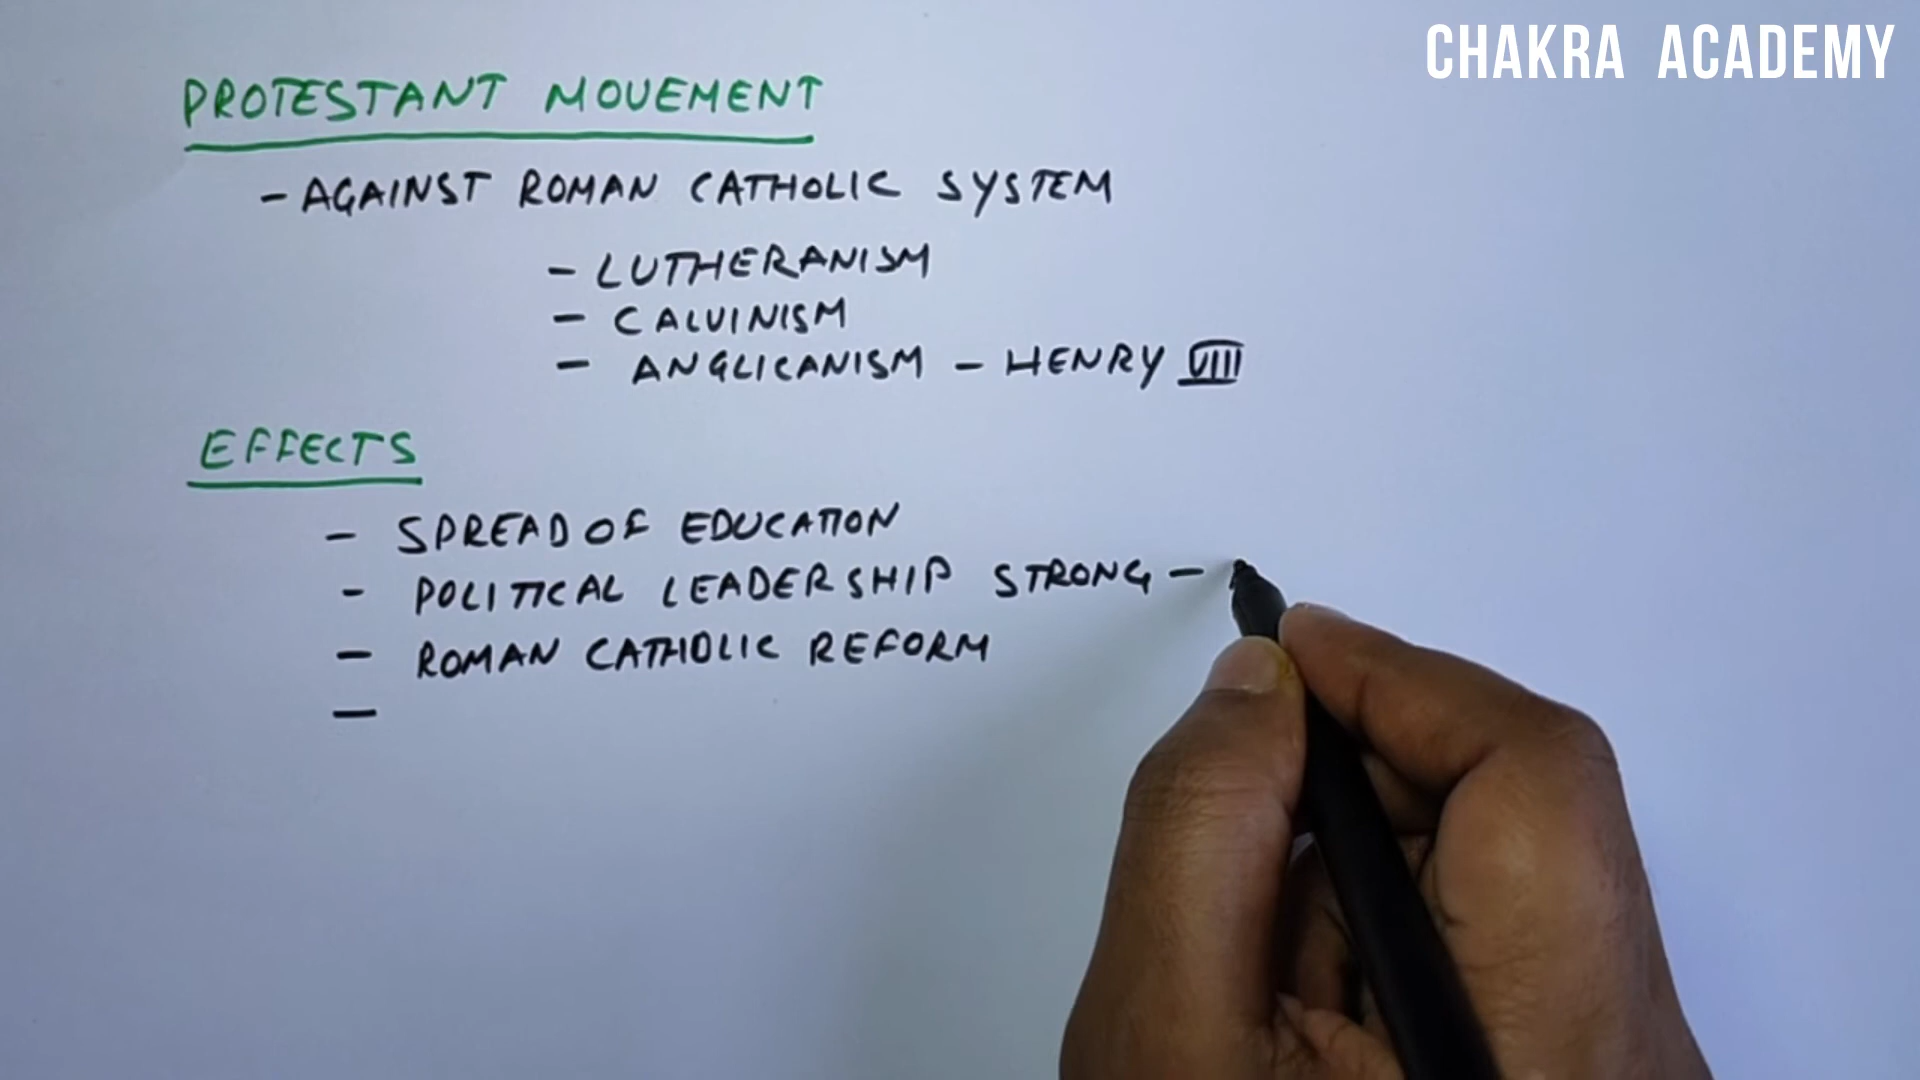 CHAKRA ACADEMY
PROTESTANT MOVEMENT
- AGAINST ROMAN CATHOLIC SYSTEM
- LUTHERANISM
- CALVINISM
- ANGLICANISM - HENRY VIII
EFFECTS
- SPREAD OF EDUCATION
- POLITICAL LEADERSHIP STRONG -
- ROMAN CATHOLIC REFORM
-